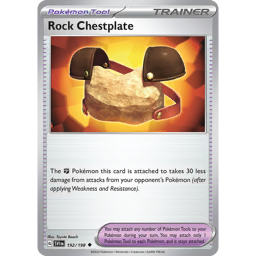 Pokémon Tool
TRAINER
Rock Chestplate
The Pokémon this card is attached to takes 30 less
damage from attacks from your opponent's Pokémon (after
applying Weakness and Resistance).
Illus. Toyste Beach
SVI EN 192/198
You may attach any number of Pokémon Tools to your
Pokémon during your turn. You may attach only 1
Pokémon Tool to each Pokémon, and it stays attached.